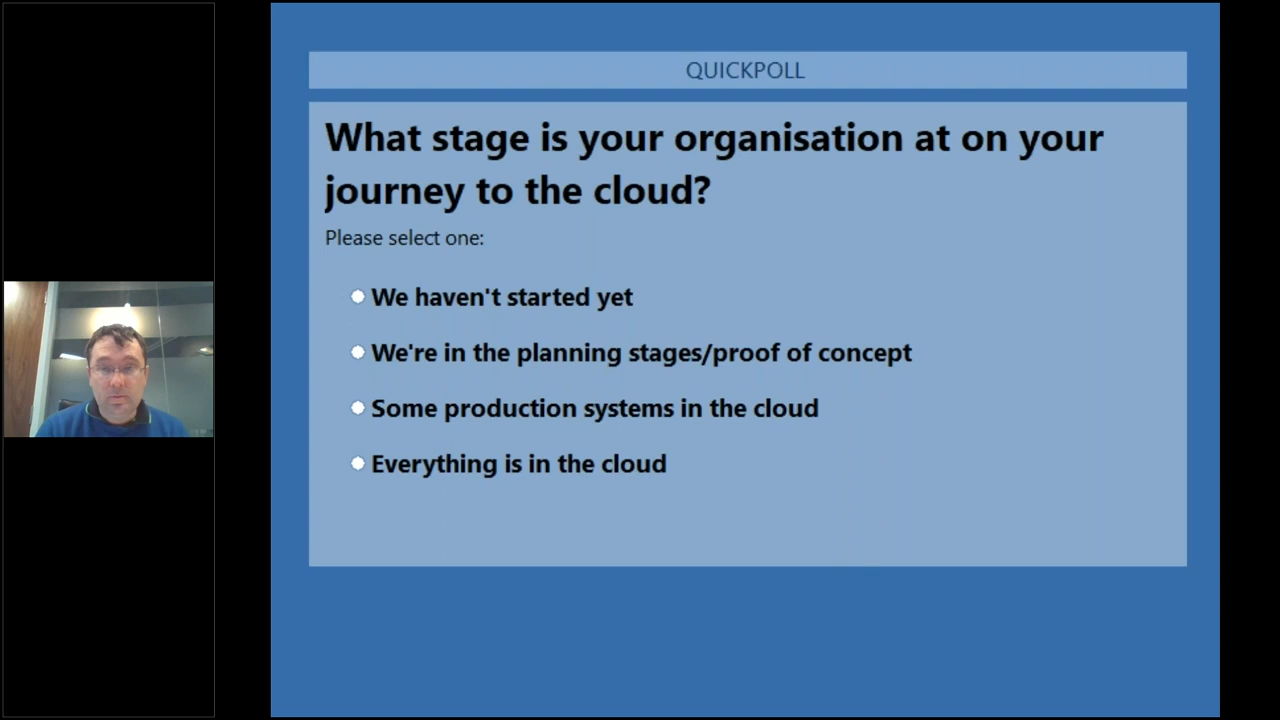 QUICKPOLL
What stage is your organisation at on your
journey to the cloud?
Please select one:
We haven't started yet
We're in the planning stages/proof of concept
Some production systems in the cloud
Everything is in the cloud